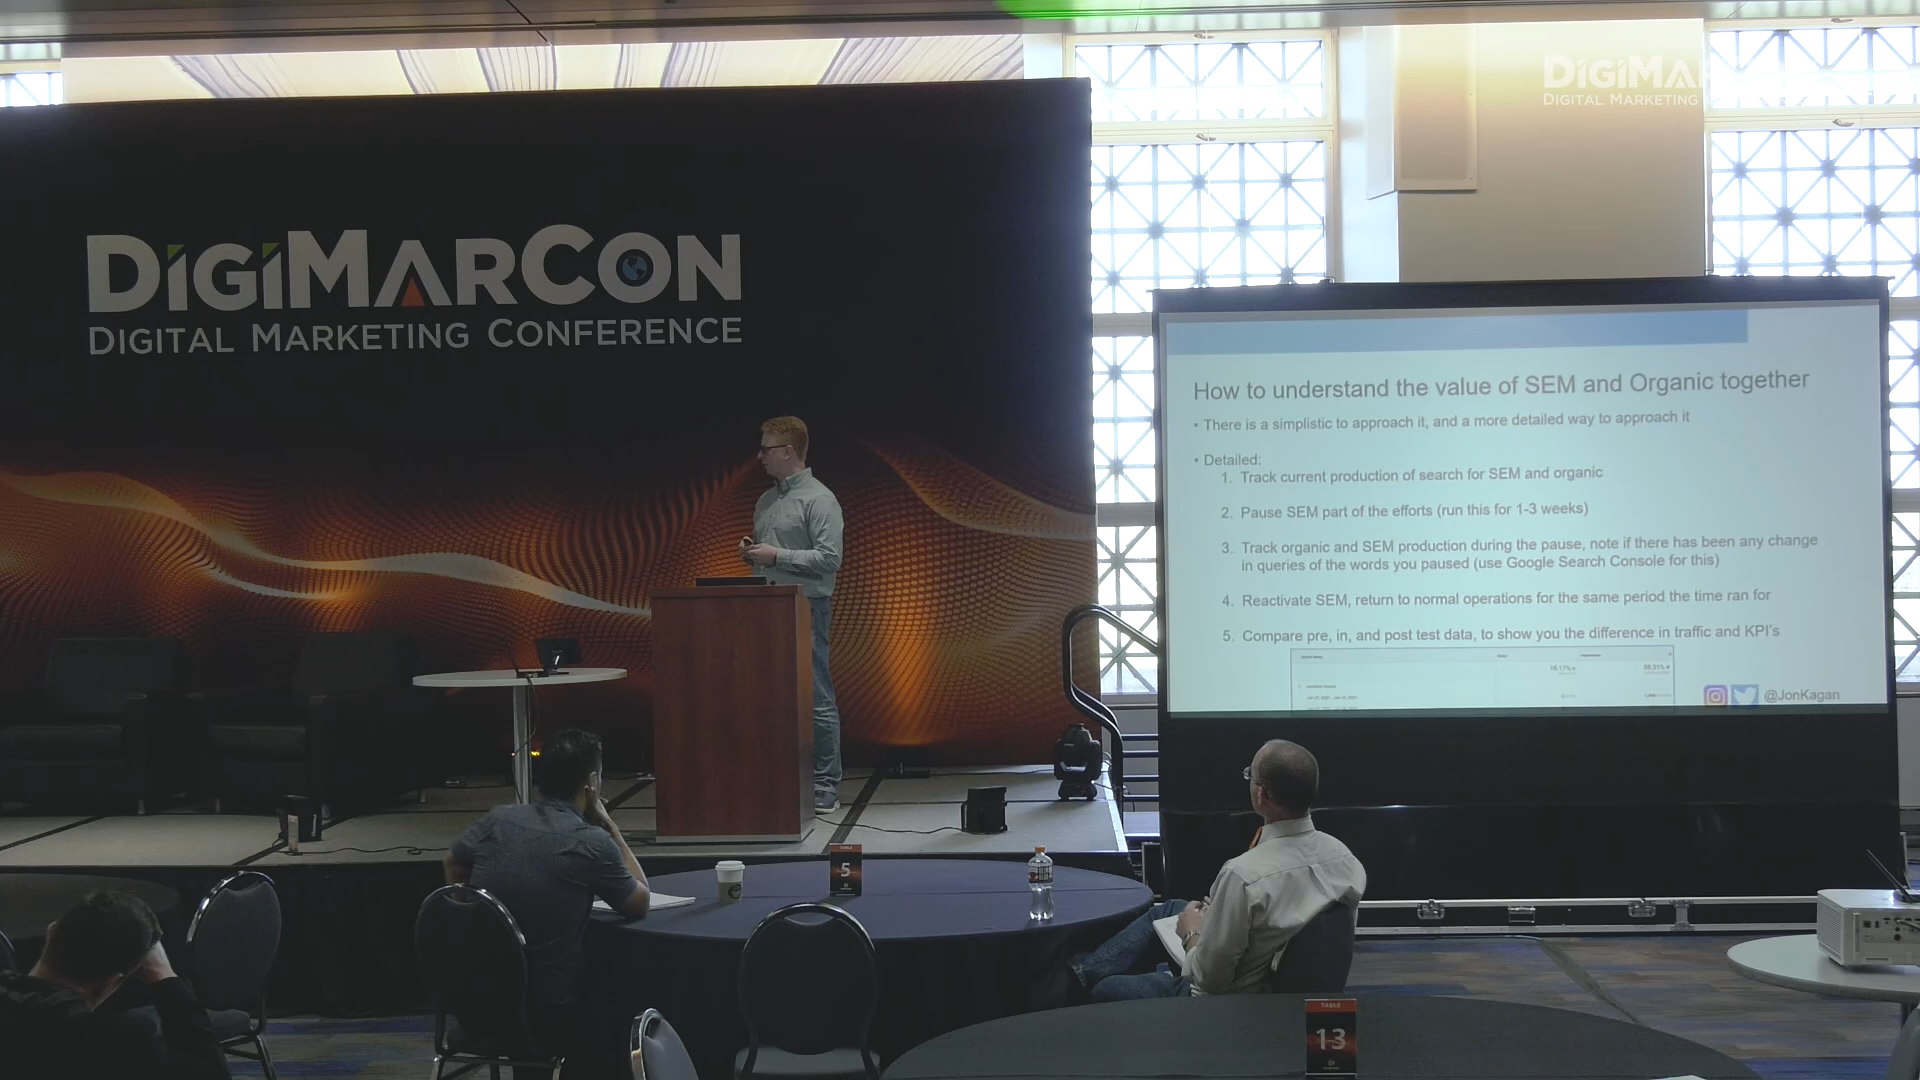 DIGIMARCON
DIGITAL MARKETING CONFERENCE
DIGIMAR
DIGITAL MARKETING
How to understand the value of SEM and Organic together
• There is a simplistic to approach it, and a more detailed way to approach it
• Detailed:
1. Track current production of search for SEM and organic
2. Pause SEM part of the efforts (run this for 1-3 weeks)
3. Track organic and SEM production during the pause, note if there has been any change
in queries of the words you paused (use Google Search Console for this)
4. Reactivate SEM, return to normal operations for the same period the time ran for
5. Compare pre, in, and post test data, to show you the difference in traffic and KPI's
@JonKagan
TABLE
5
TABLE
13